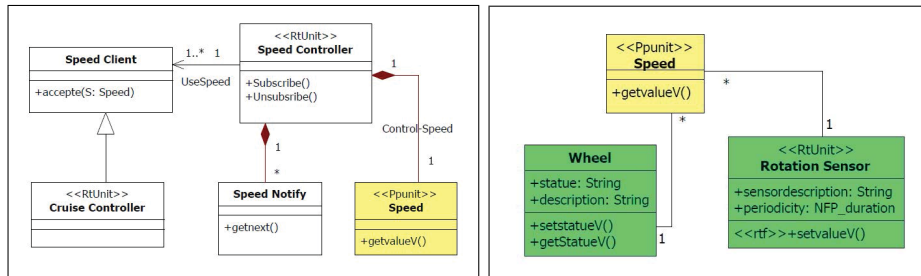 Speed Client
+accepte(S: Speed)
1..*
1
UseSpeed
<<RtUnit>>
Speed Controller
+Subscribe()
+Unsubsribe()
1
Control-Speed
1
1
*
<<RtUnit>>
Cruise Controller
Speed Notify
+getnext()
<<Ppunit>>
Speed
+getvalueV()
<<Ppunit>>
Speed
+getvalueV()
*
*
1
1
Wheel
+statue: String
+description: String
+setstatueV()
+getStatueV()
<<RtUnit>>
Rotation Sensor
+sensordescription: String
+periodicity: NFP_duration
<<rtf>>+setvalueV()